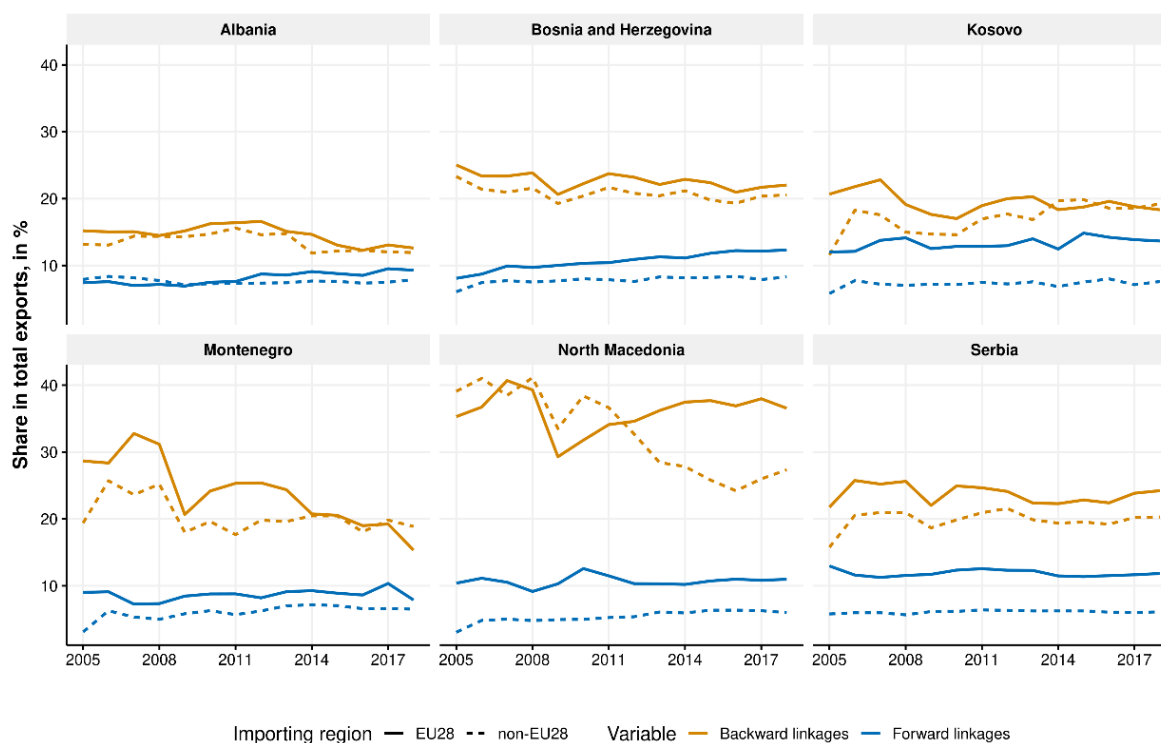 Albania
Bosnia and Herzegovina
Kosovo
40
30
20
10
Montenegro
North Macedonia
Serbia
40
30
20
10
2005 2008 2011 2014 2017
2005 2008 2011 2014 2017
2005 2008 2011 2014 2017
Share in total exports, in %
Importing region EU28 non-EU28 Variable Backward linkages Forward linkages